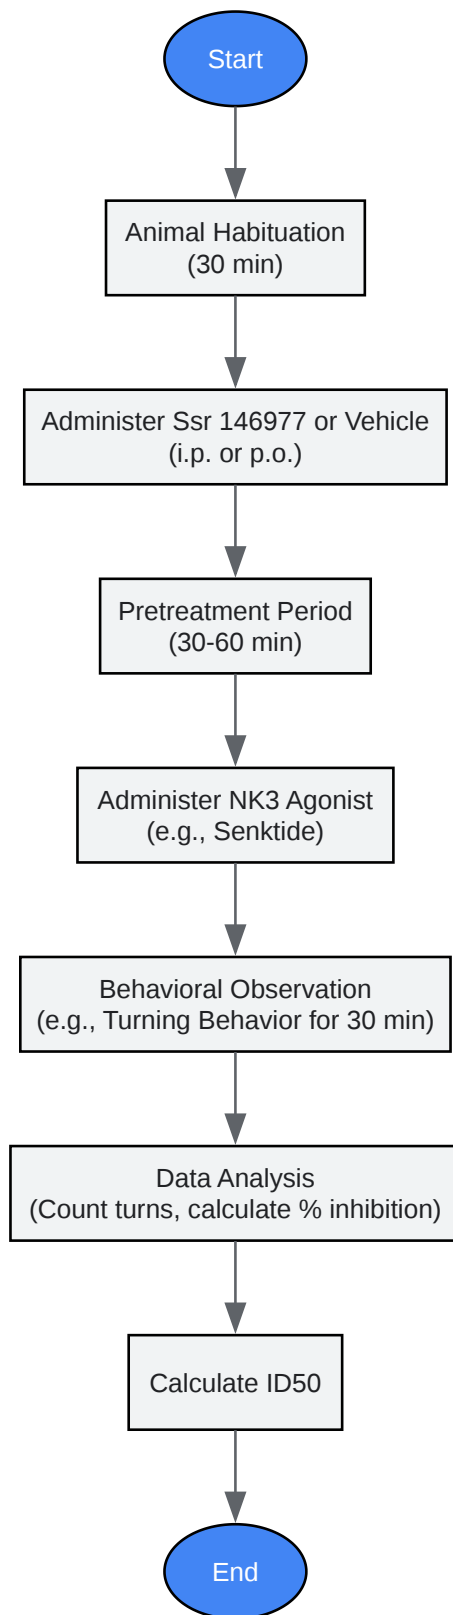 Start
Animal Habituation
(30 min)
Administer Ssr 146977 or Vehicle
(i.p. or p.o.)
Pretreatment Period
(30-60 min)
Administer NK3 Agonist
(e.g., Senktide)
Behavioral Observation
(e.g., Turning Behavior for 30 min)
Data Analysis
(Count turns, calculate % inhibition)
Calculate ID50
End